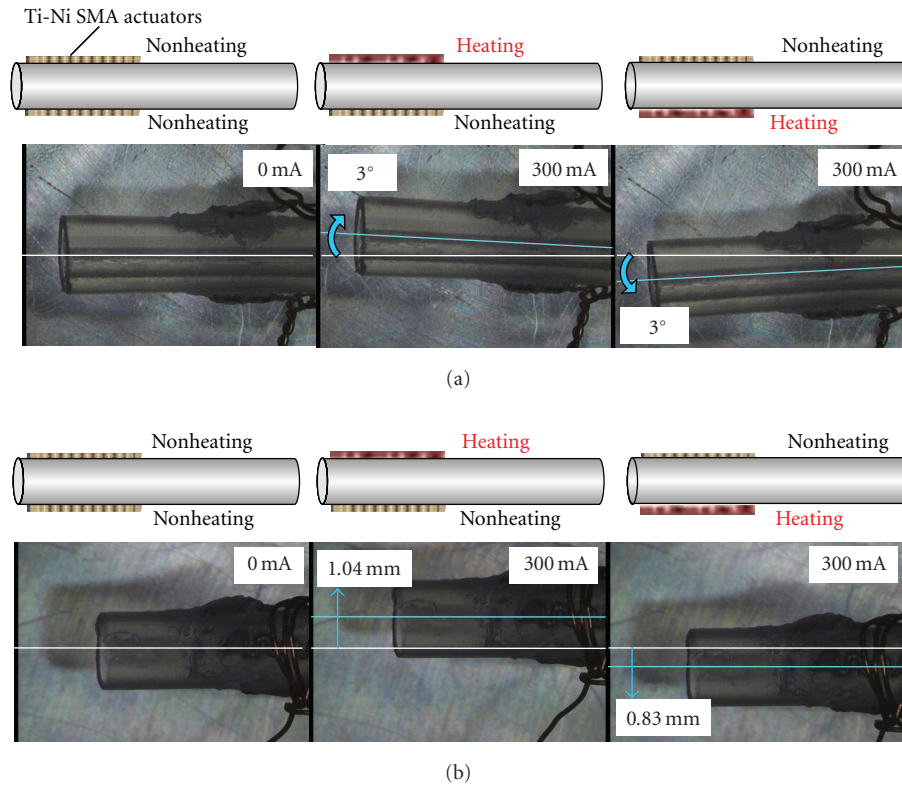 Ti-Ni SMA actuators
Nonheating
Heating
Nonheating
Nonheating
Nonheating
Heating
0 mA
3°
300 mA
300 mA
3°
(a)
Nonheating
Heating
Nonheating
Nonheating
Nonheating
Heating
0 mA
1.04 mm
300 mA
300 mA
0.83 mm
(b)